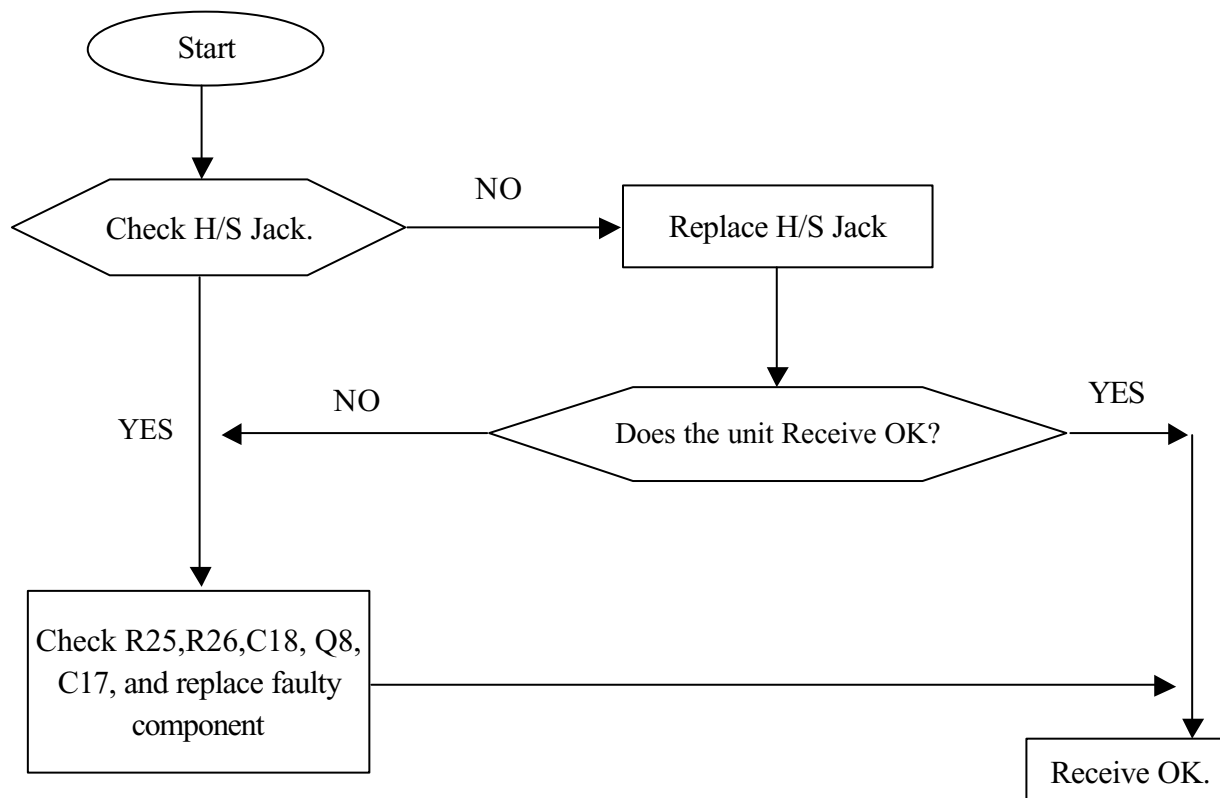 Start
NO
Check H/S Jack.
Replace H/S Jack
YES
NO
Does the unit Receive OK?
YES
Check R25,R26,C18, Q8,
C17, and replace faulty
component
Receive OK.